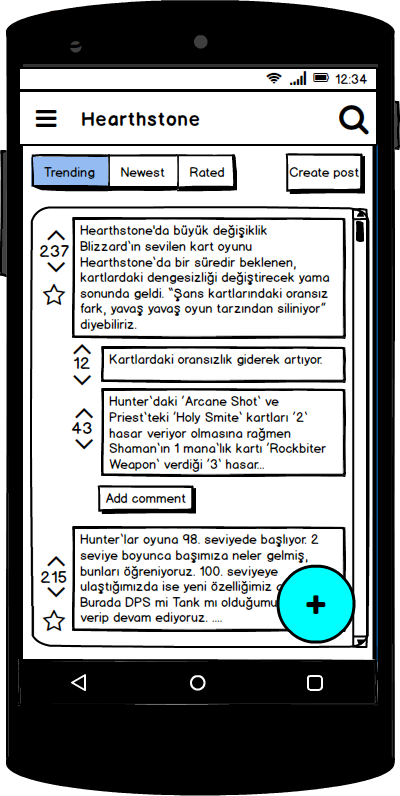 12:34
Hearthstone
Trending Newest Rated Create post
237
Hearthstone'da büyük değişiklik
Blizzard'ın sevilen kart oyunu
Hearthstone'da bir süredir beklenen,
kartlardaki dengesizliği değiştirecek yama
sonunda geldi. "Şans kartlarındaki oransız
fark, yavaş yavaş oyun tarzından siliniyor"
diyebiliriz.
12
Kartlardaki oransızlık giderek artıyor.
43
Hunter'daki 'Arcane Shot' ve
Priest'teki 'Holy Smite' kartları '2'
hasar veriyor olmasına rağmen
Shaman'ın 1 mana'lık kartı 'Rockbiter
Weapon' verdiği '3' hasar...
Add comment
215
Hunter'lar oyuna 98. seviyede başlıyor. 2
seviye boyunca başımıza neler gelmiş,
bunları öğreniyoruz. 100. seviyeye
ulaştığımızda ise yeni özelliğimiz
Burada DPS mi Tank mı olduğumu
verip devam ediyoruz. ....
+